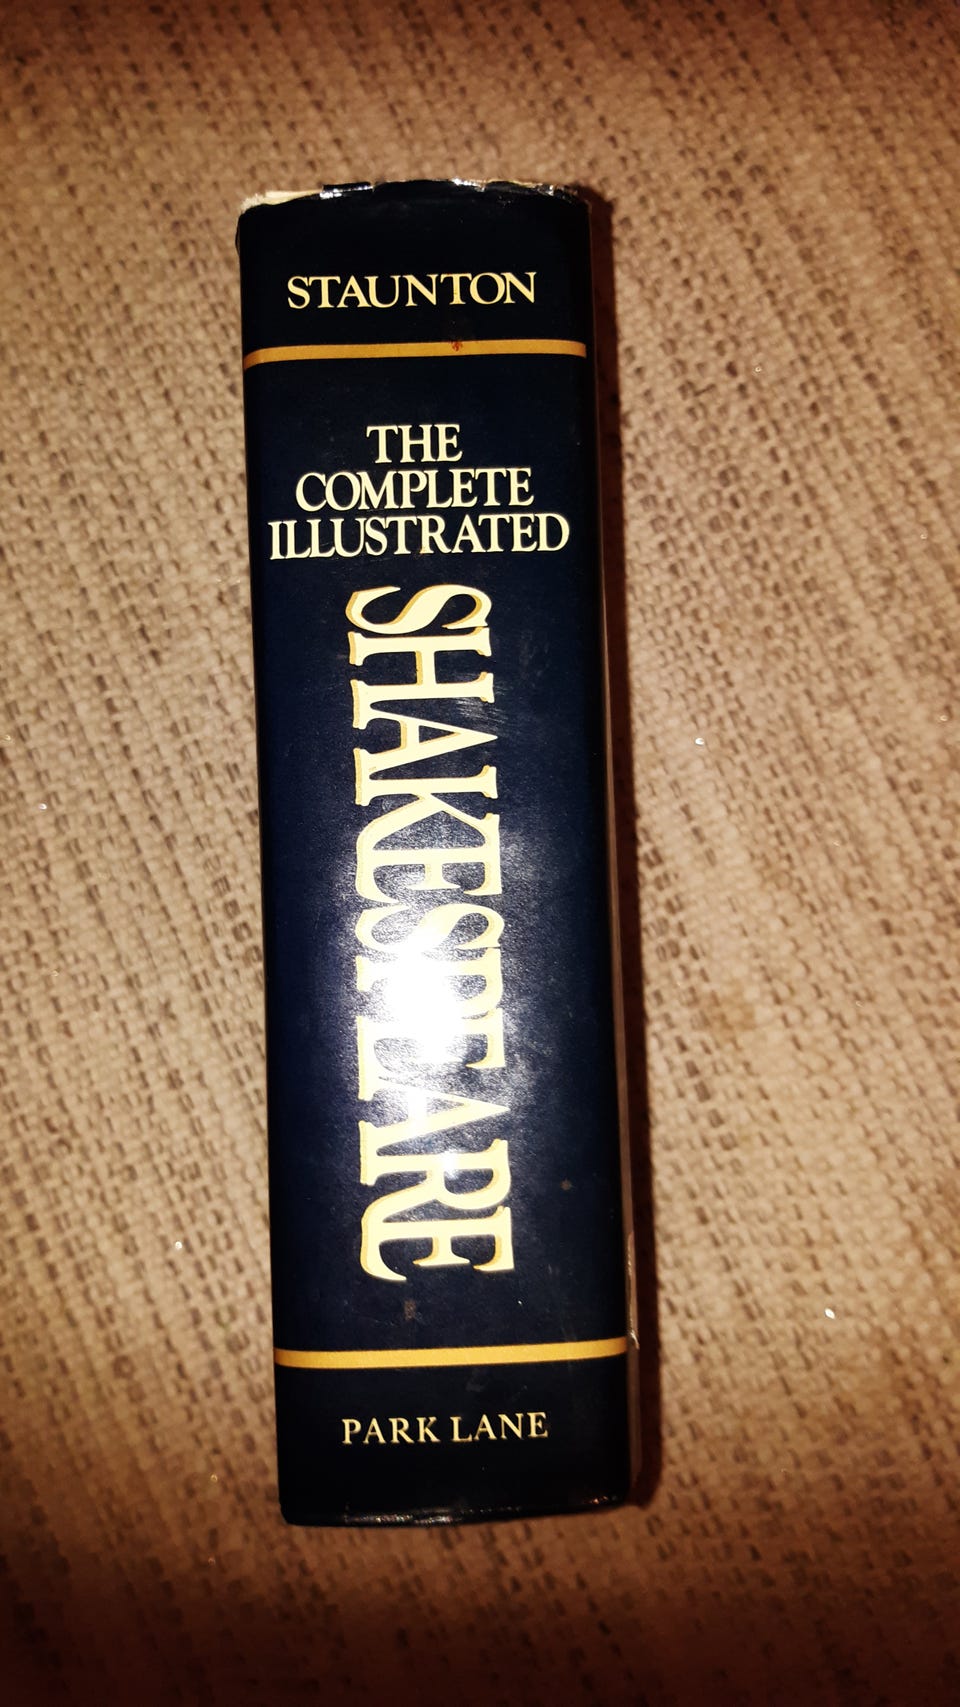 STAUNTON
THE
COMPLETE
ILLUSTRATED
SHAKESPEARE
PARK LANE